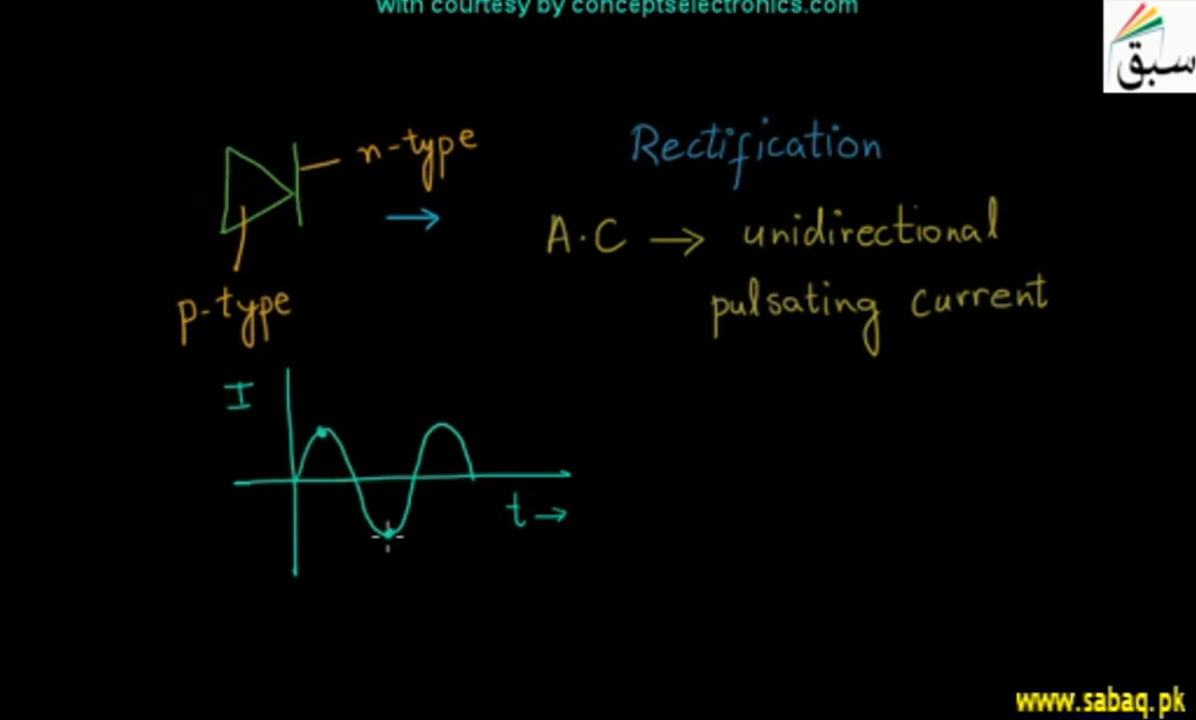 with courtesy by conceptselectronics.com
سبق
n-type
Rectification
A.C → unidirectional
pulsating current
p-type
I
t→
www.sabaq.pk